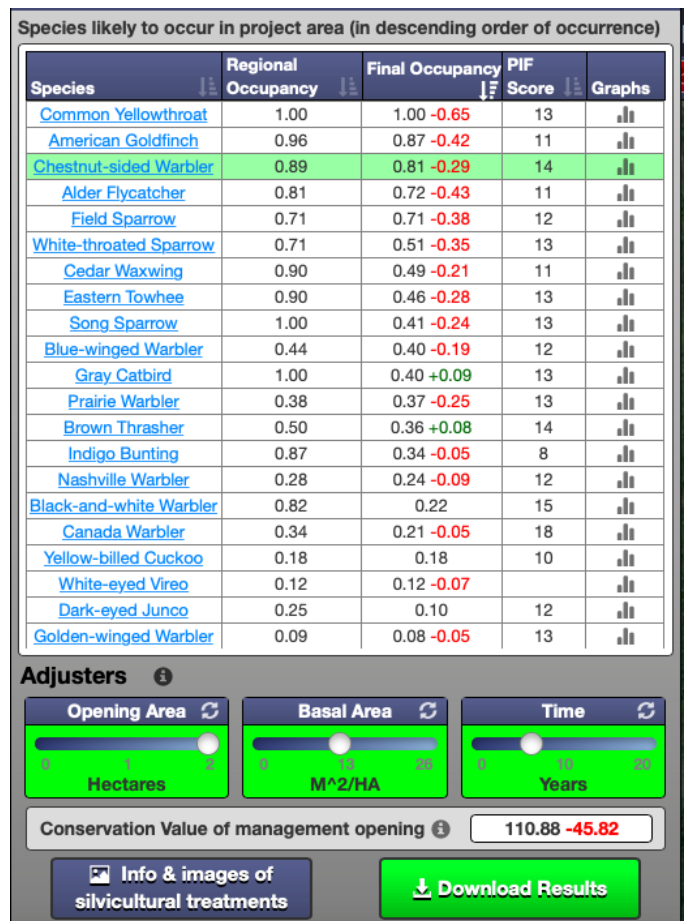 Species likely to occur in project area (in descending order of occurrence)
Species Regional Occupancy Final Occupancy PIF Score Graphs
Common Yellowthroat 1.00 1.00 -0.65 13
American Goldfinch 0.96 0.87 -0.42 11
Chestnut-sided Warbler 0.89 0.81 -0.29 14
Alder Flycatcher 0.81 0.72 -0.43 11
Field Sparrow 0.71 0.71 -0.38 12
White-throated Sparrow 0.71 0.51 -0.35 13
Cedar Waxwing 0.90 0.49 -0.21 11
Eastern Towhee 0.90 0.46 -0.28 13
Song Sparrow 1.00 0.41 -0.24 13
Blue-winged Warbler 0.44 0.40 -0.19 12
Gray Catbird 1.00 0.40 +0.09 13
Prairie Warbler 0.38 0.37 -0.25 13
Brown Thrasher 0.50 0.36 +0.08 14
Indigo Bunting 0.87 0.34 -0.05 8
Nashville Warbler 0.28 0.24 -0.09 12
Black-and-white Warbler 0.82 0.22 15
Canada Warbler 0.34 0.21 -0.05 18
Yellow-billed Cuckoo 0.18 0.18 10
White-eyed Vireo 0.12 0.12 -0.07
Dark-eyed Junco 0.25 0.10 12
Golden-winged Warbler 0.09 0.08 -0.05 13
Adjusters
Opening Area Basal Area Time
0 1 2 0 13 26 0 10 20
Hectares M^2/HA Years
Conservation Value of management opening 110.88 -45.82
Info & images of
silvicultural treatments
Download Results